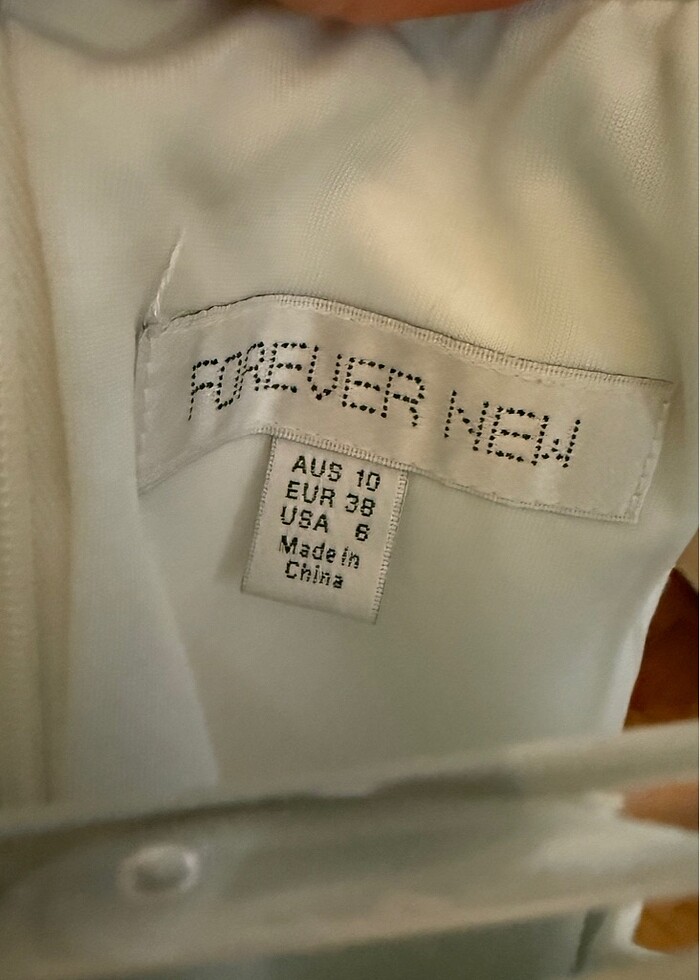 FOREVER NEW
AUS 10
EUR 38
USA 6
Made in
China